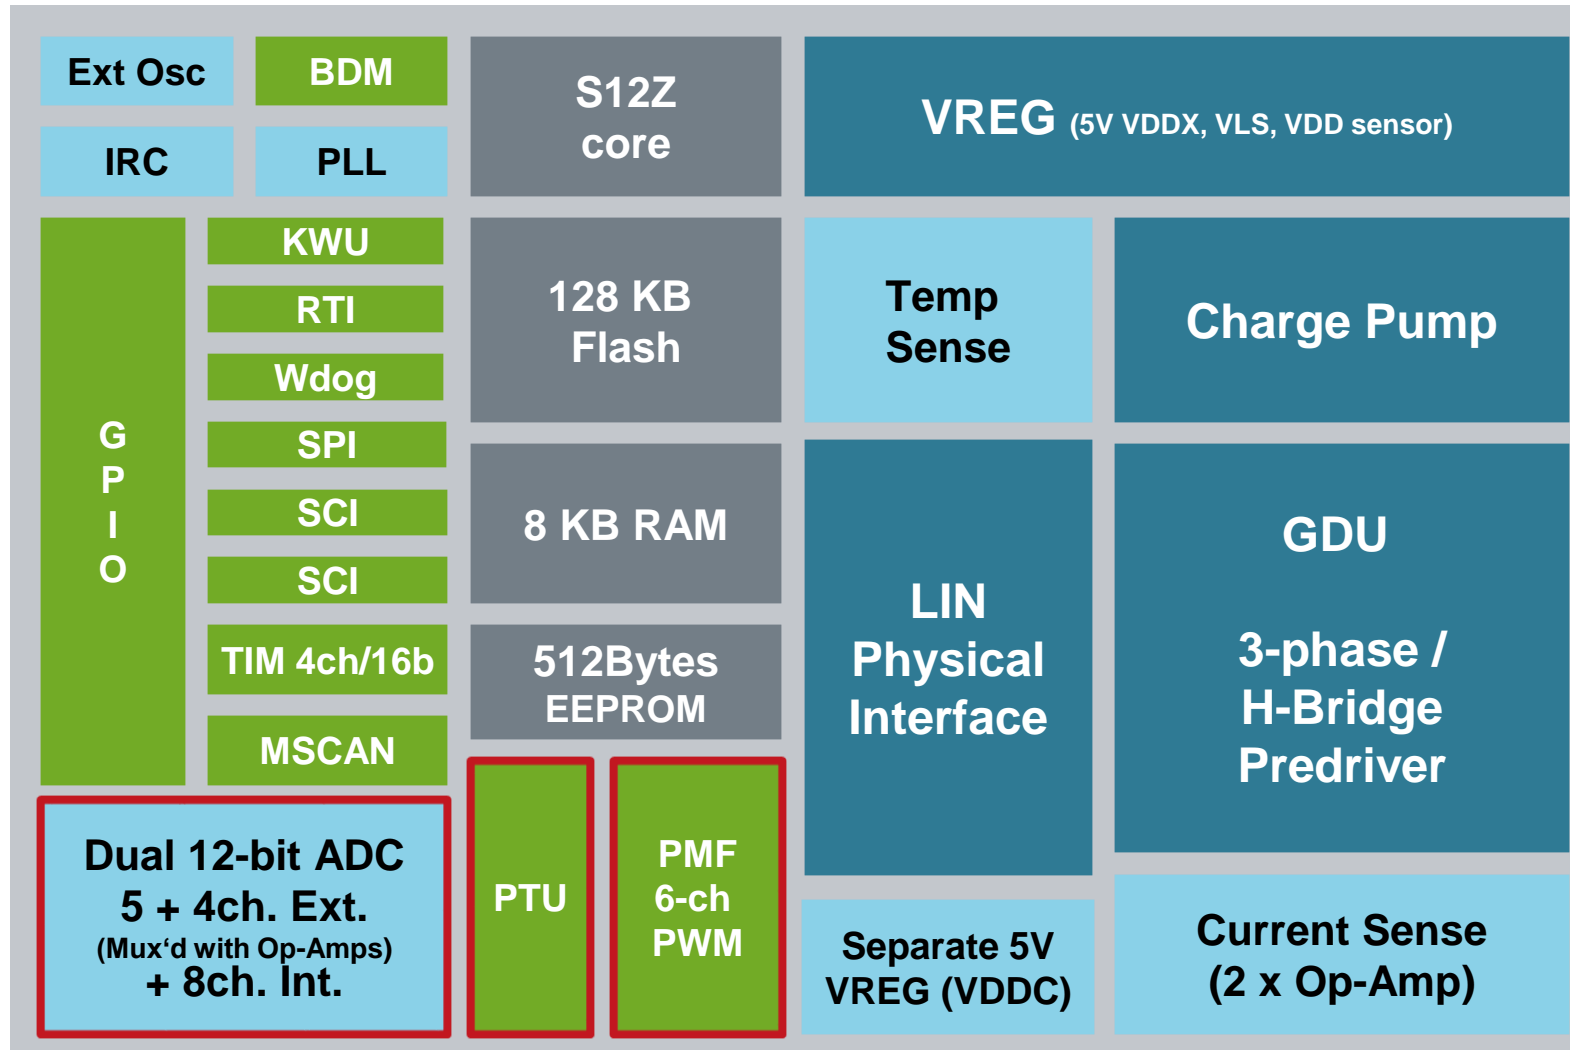 Ext Osc
BDM
IRC
PLL
S12Z
core
VREG (5V VDDX, VLS, VDD sensor)
G
P
I
O
KWU
RTI
Wdog
SPI
SCI
SCI
TIM 4ch/16b
MSCAN
128 KB
Flash
8 KB RAM
512Bytes
EEPROM
Temp
Sense
Charge Pump
LIN
Physical
Interface
GDU
3-phase /
H-Bridge
Predriver
Dual 12-bit ADC
5 + 4ch. Ext.
(Mux‘d with Op-Amps)
+ 8ch. Int.
PTU
PMF
6-ch
PWM
Separate 5V
VREG (VDDC)
Current Sense
(2 x Op-Amp)